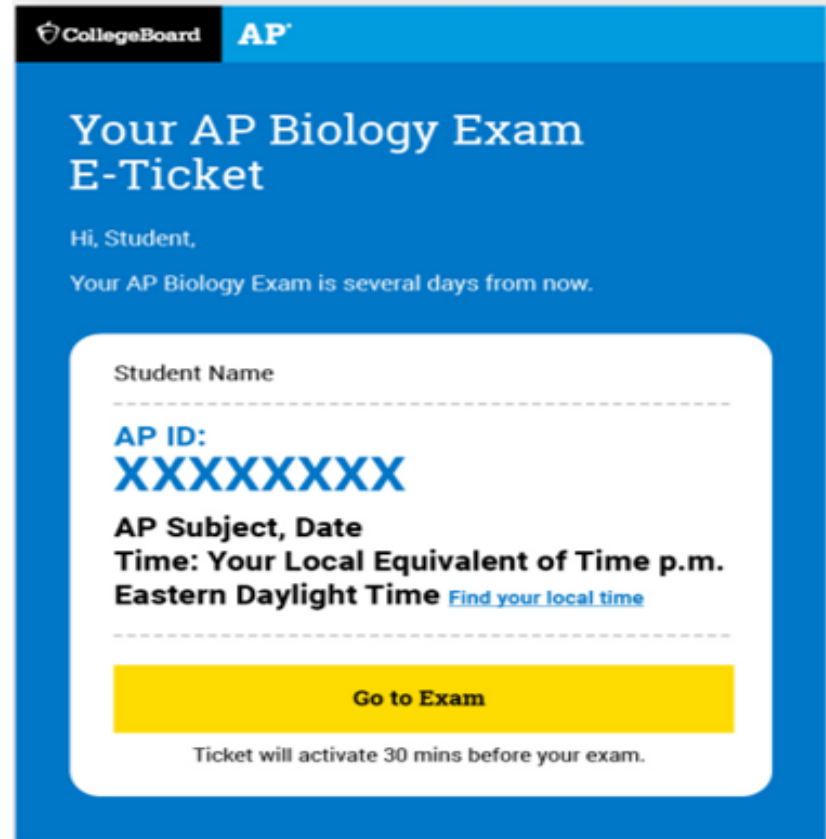 CollegeBoard AP
Your AP Biology Exam
E-Ticket
Hi, Student,
Your AP Biology Exam is several days from now.
Student Name
AP ID:
XXXXXXXX
AP Subject, Date
Time: Your Local Equivalent of Time p.m.
Eastern Daylight Time Find your local time
Go to Exam
Ticket will activate 30 mins before your exam.